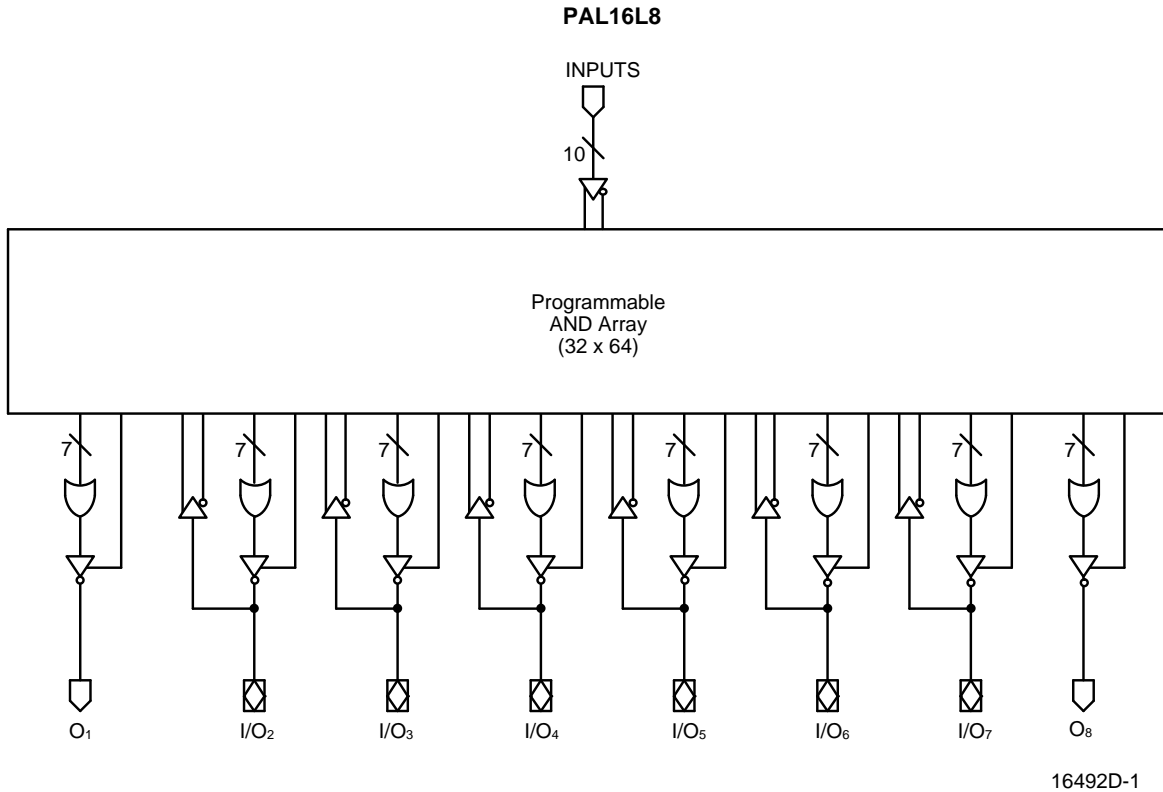 PAL16L8
INPUTS
10
Programmable
AND Array
(32 x 64)
7 7 7 7 7 7 7 7
O1 I/O2 I/O3 I/O4 I/O5 I/O6 I/O7 O8
16492D-1